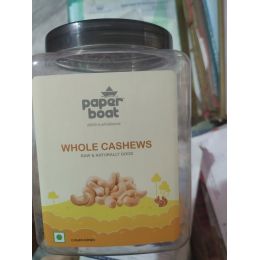 paper
boat
WHOLE CASHEWS
RAW & NATURALLY GOOD